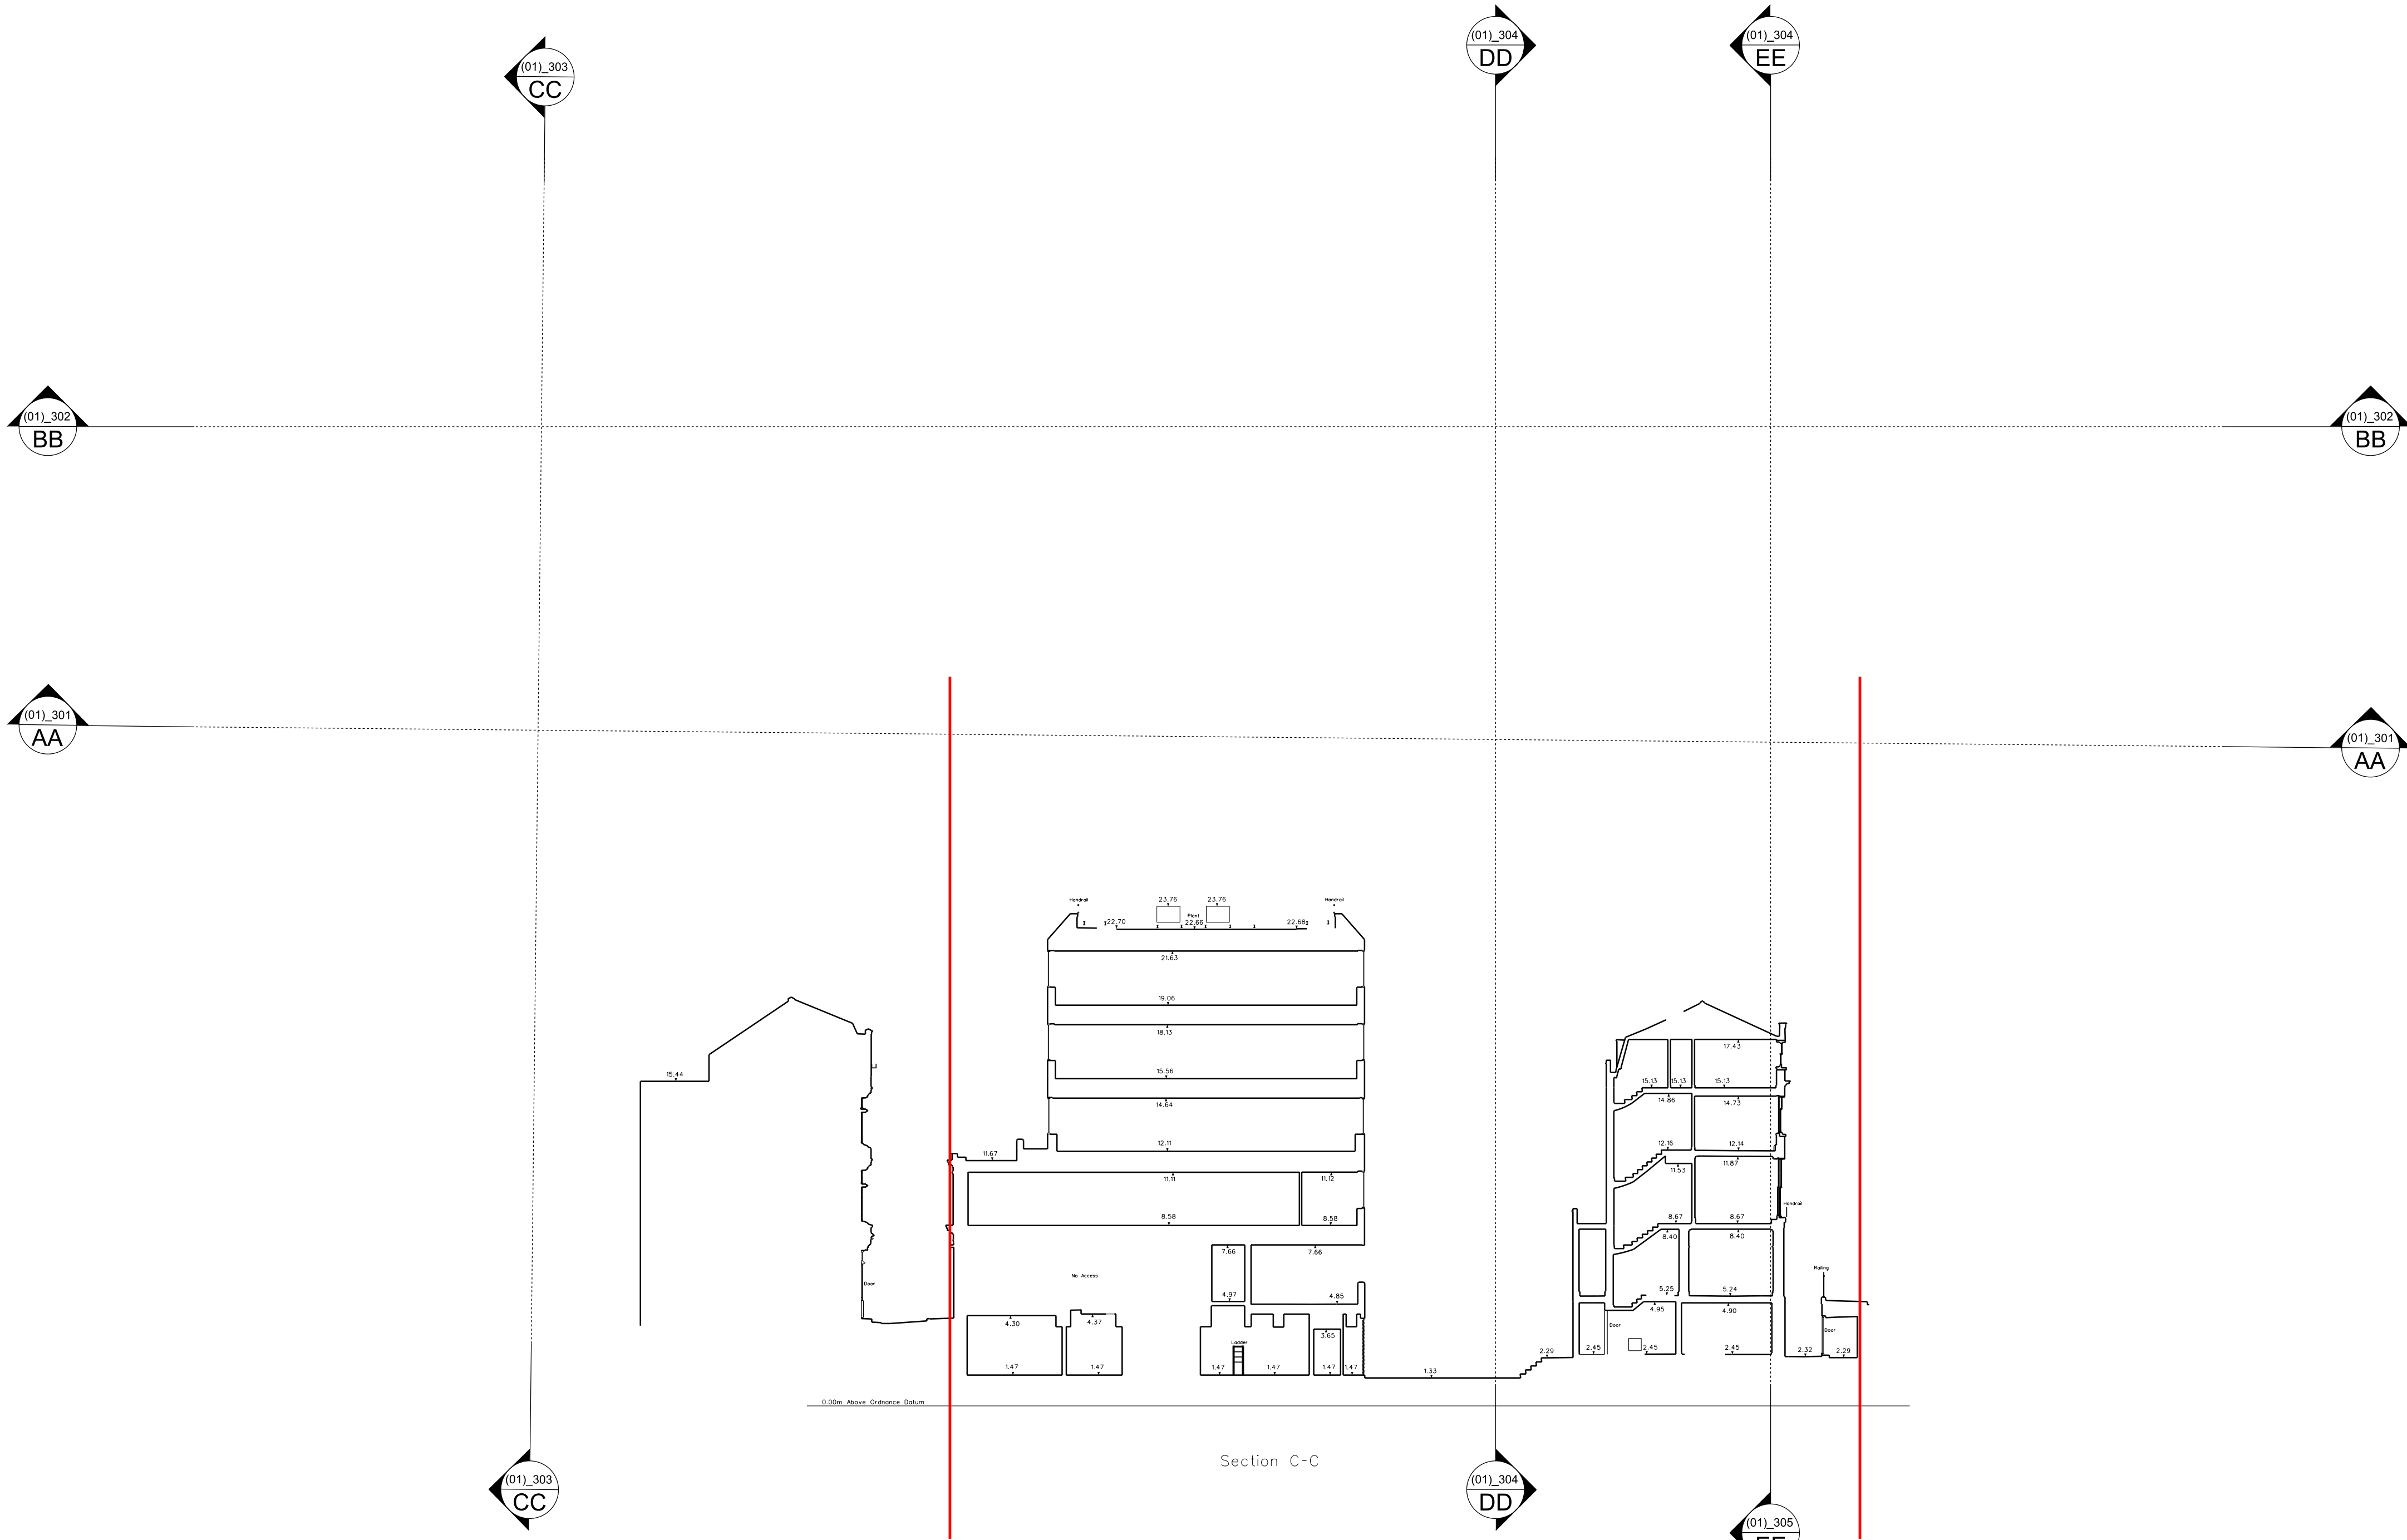 (01)_304
DD
(01)_304
EE
(01)_303
CC
(01)_302
BB
(01)_302
BB
(01)_301
AA
(01)_301
AA
Handrail
23.76
23.76
Handrail
Plant
22.70
22.66
22.68
21.63
19.06
18.13
17.43
15.44
15.56
15.13
15.13
15.13
14.64
14.86
14.73
12.11
12.16
12.14
11.67
11.11
11.12
11.53
11.87
Handrail
8.58
8.58
8.67
8.67
8.40
8.40
7.66
7.66
No Access
Railing
Door
4.97
4.85
5.25
5.24
4.30
4.37
4.95
4.90
Door
Door
3.65
Ladder
2.29
2.45
2.45
2.45
2.32
2.29
1.47
1.47
1.47
1.47
1.47
1.47
1.33
0.00m Above Ordnance Datum
Section C-C
(01)_303
CC
(01)_304
DD
(01)_305
EE